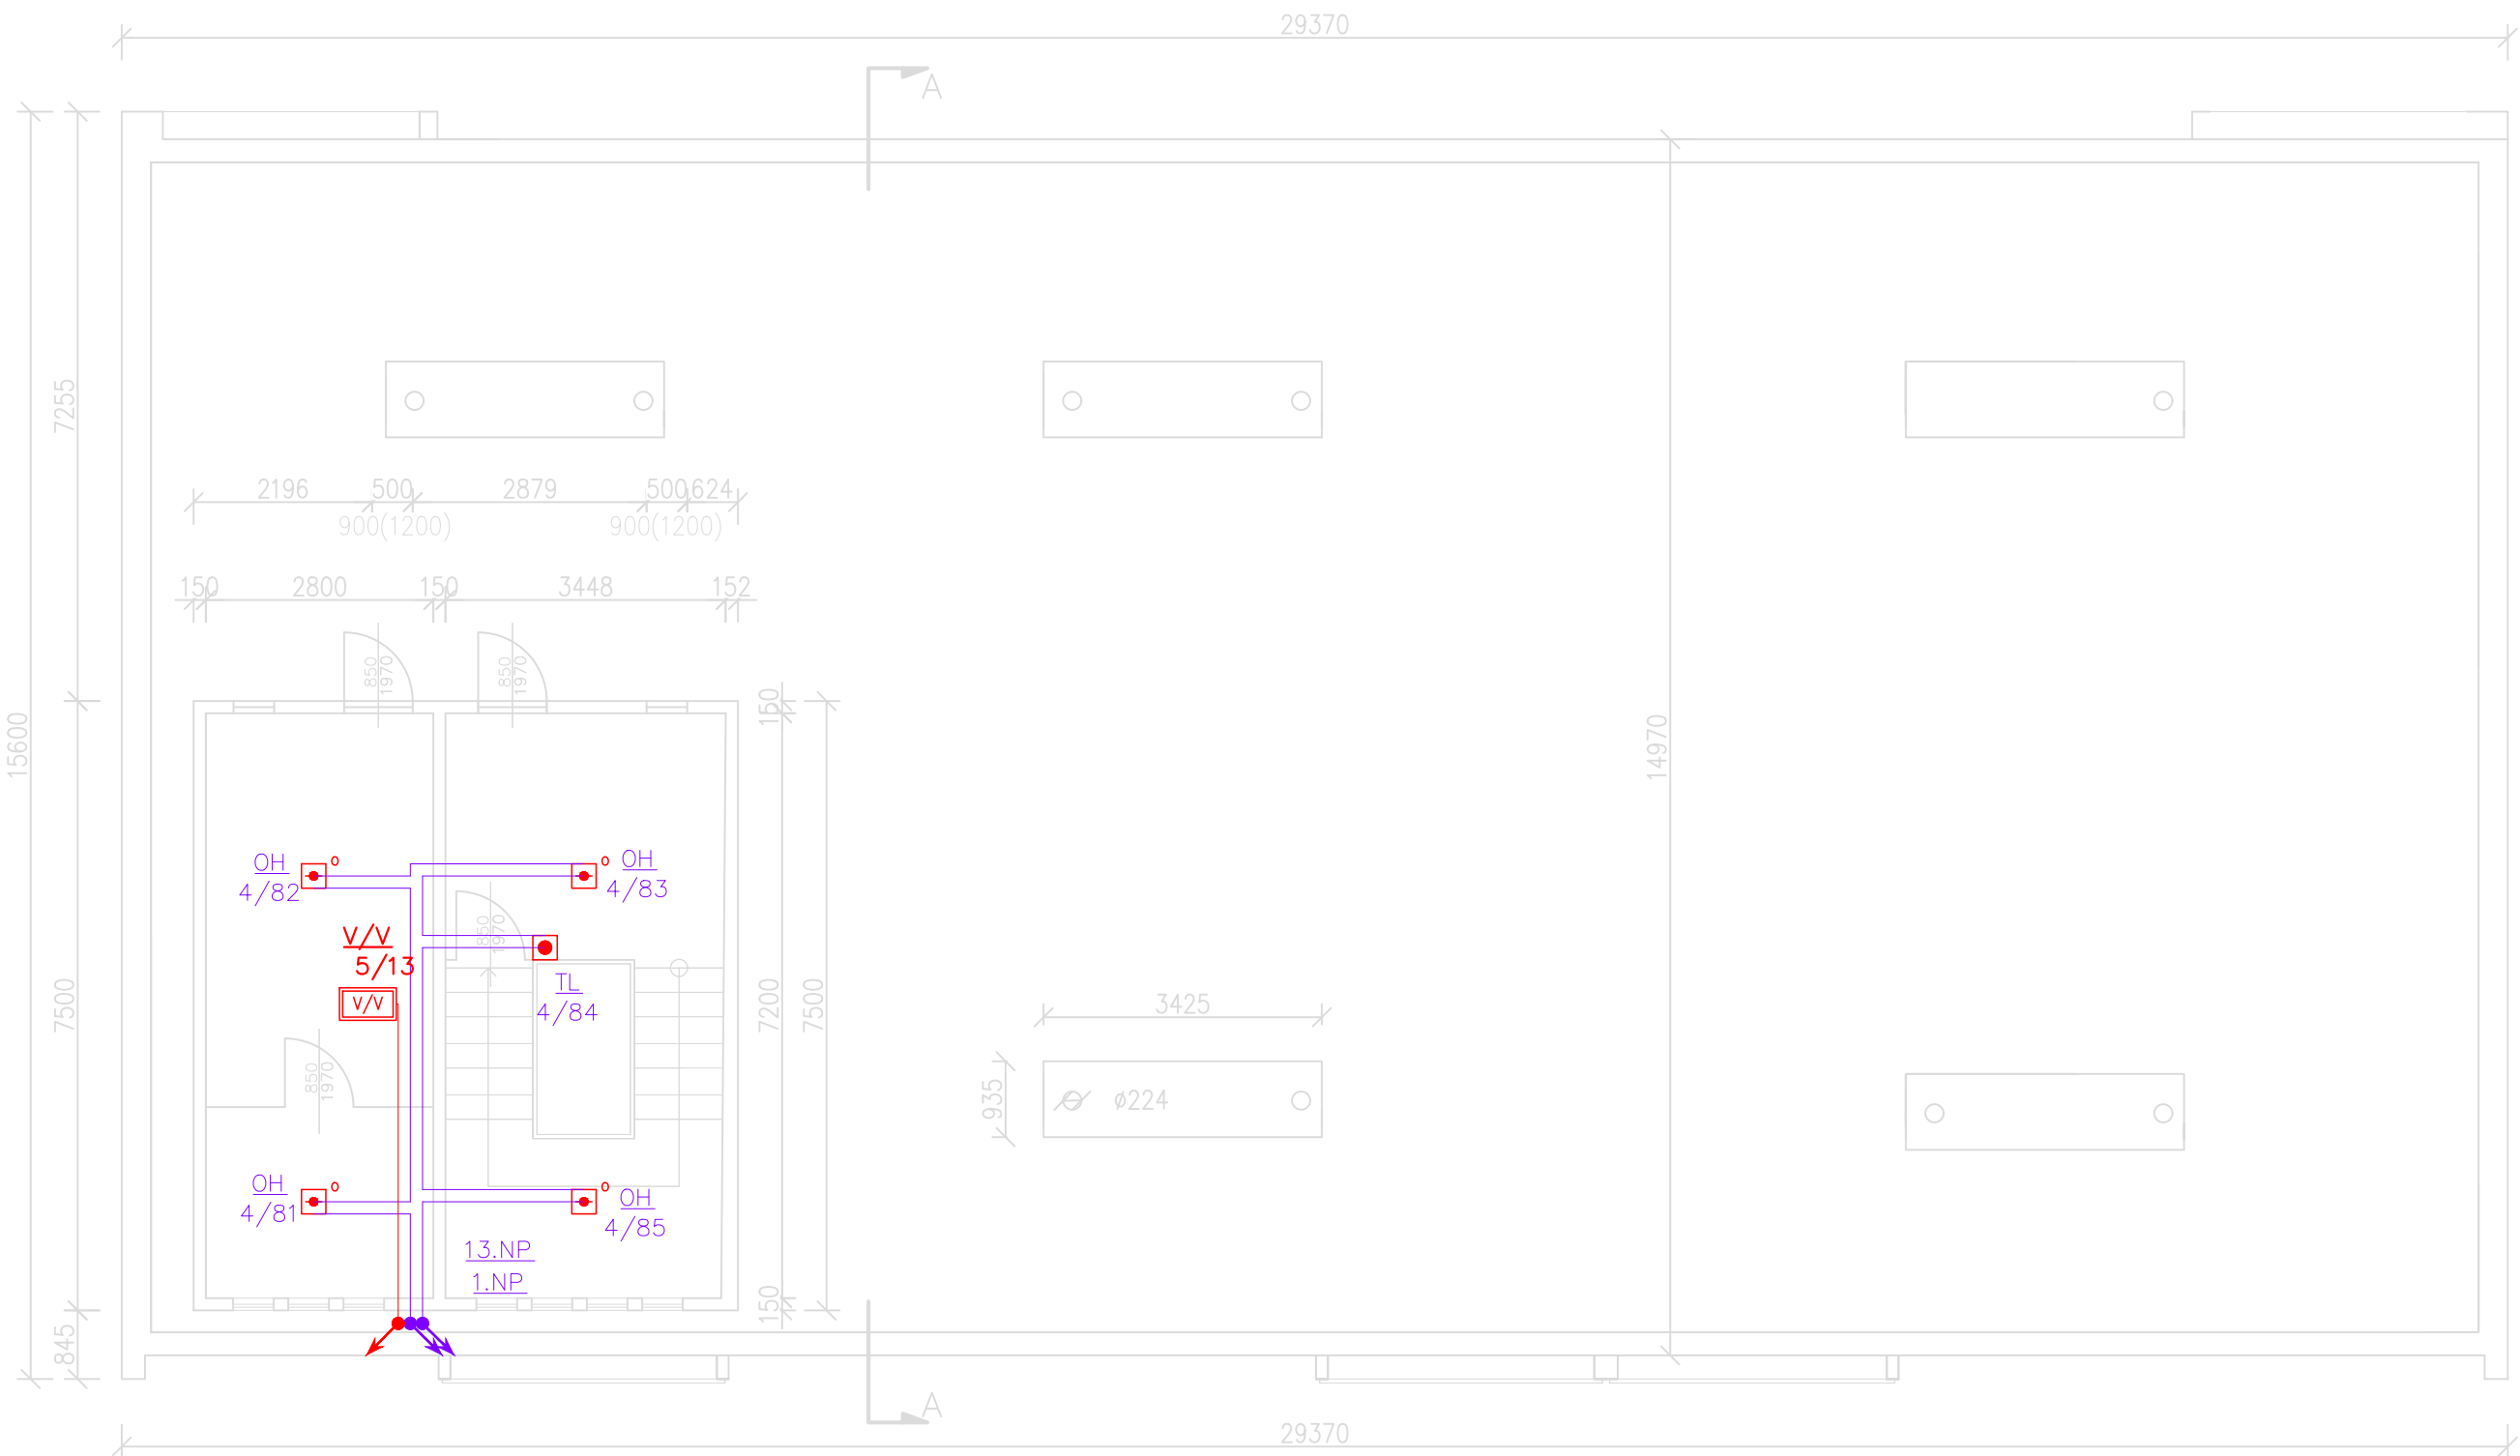 29370
A
7255
2196 500 2879 500 624
900(1200) 900(1200)
150 2800 150 3448 152
850
1970
850
1970
150
15600
14970
OH
4/82
o
o
OH
4/83
850
1970
V/V
5/13
V/V
TL
4/84
7500
7200
7500
3425
935
ø224
850
1970
OH
4/81
o
o
OH
4/85
13.NP
1.NP
150
845
A
29370